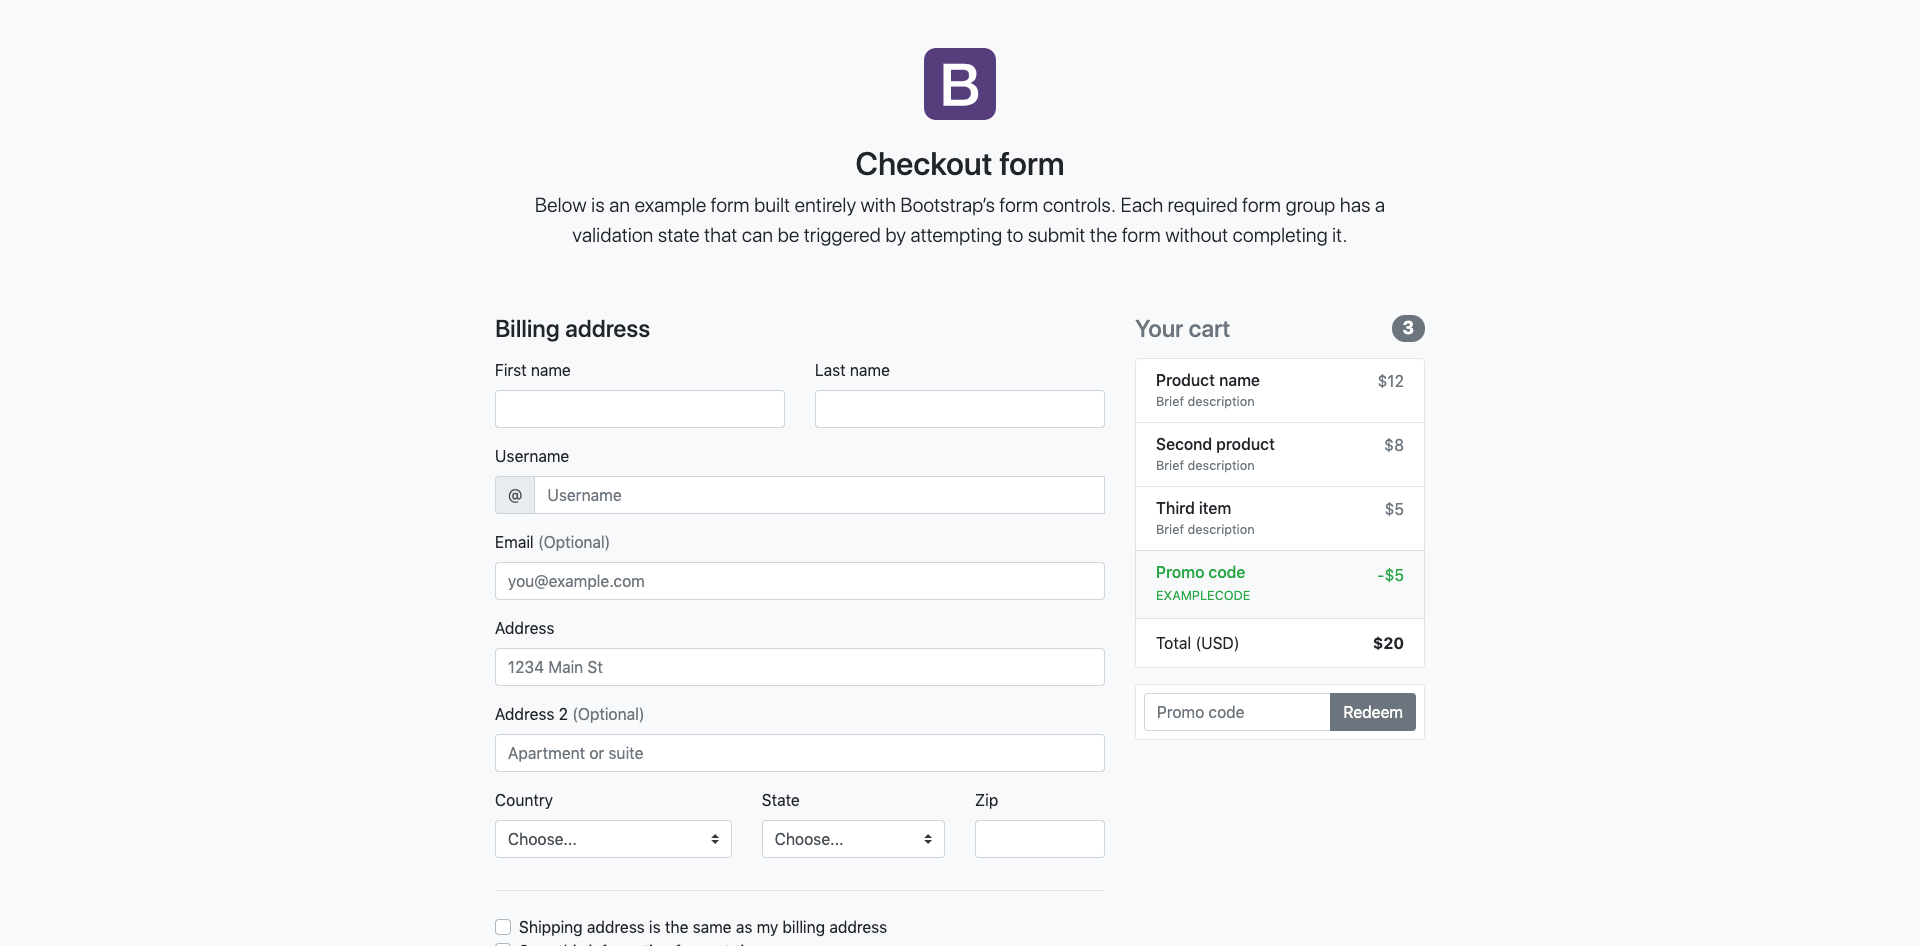 B
Checkout form
Below is an example form built entirely with Bootstrap’s form controls. Each required form group has a
validation state that can be triggered by attempting to submit the form without completing it.
Billing address
First name
Last name
Username
@ Username
Email (Optional)
you@example.com
Address
1234 Main St
Address 2 (Optional)
Apartment or suite
Country
State
Zip
Choose...
Choose...
Shipping address is the same as my billing address
Your cart
3
Product name
$12
Brief description
Second product
$8
Brief description
Third item
$5
Brief description
Promo code
-$5
EXAMPLECODE
Total (USD)
$20
Promo code
Redeem